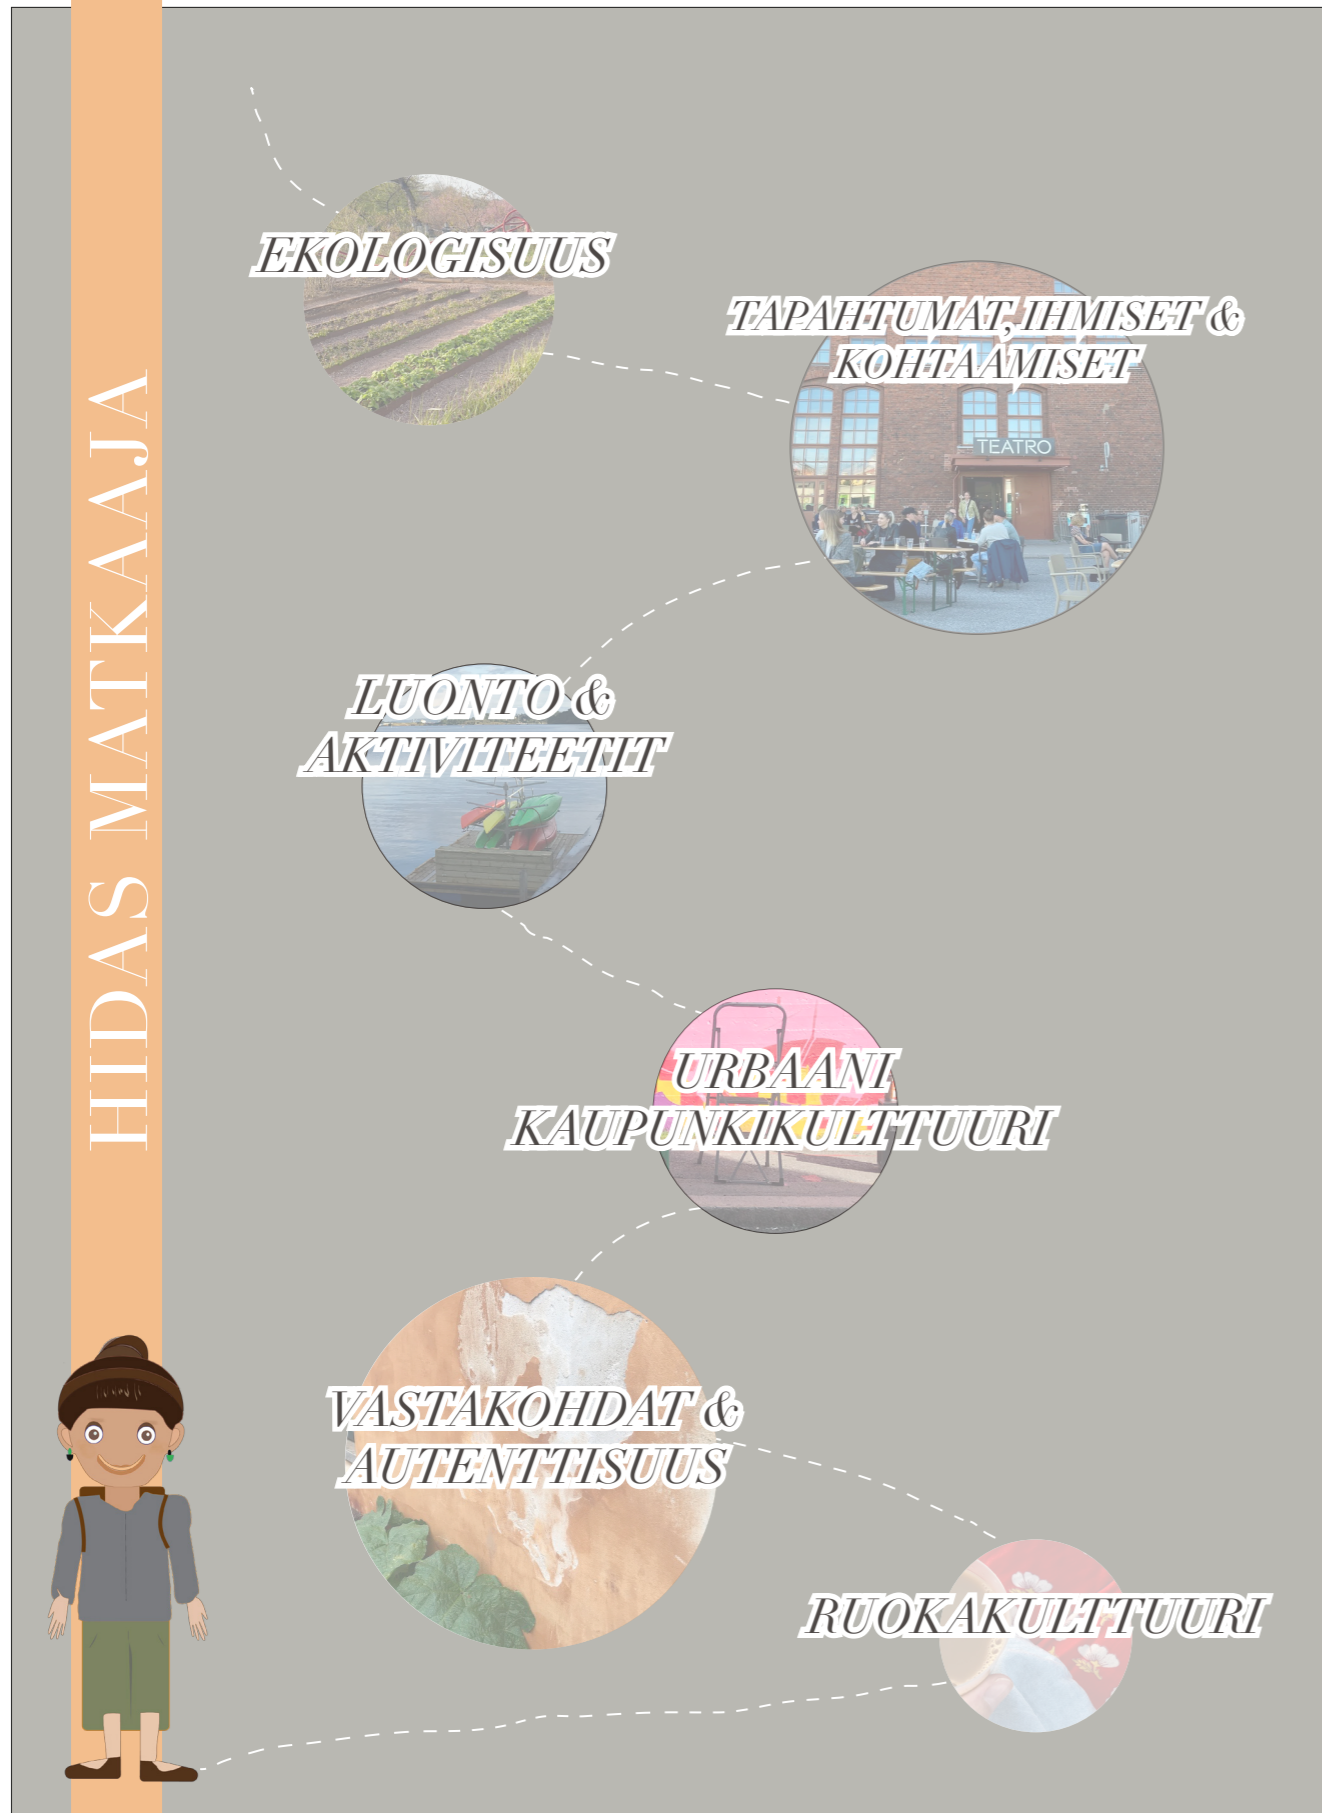 HIDAS MATKAAJA
EKOLOGISUUS
TAPAHTUMAT, IHMISET &
KOHTAAMISET
TEATRO
LUONTO &
AKTIVITEETIT
URBAANI
KAUPUNKIKULTTUURI
VASTAKOHDAT &
AUTENTTISUUS
RUOKAKULTTUURI